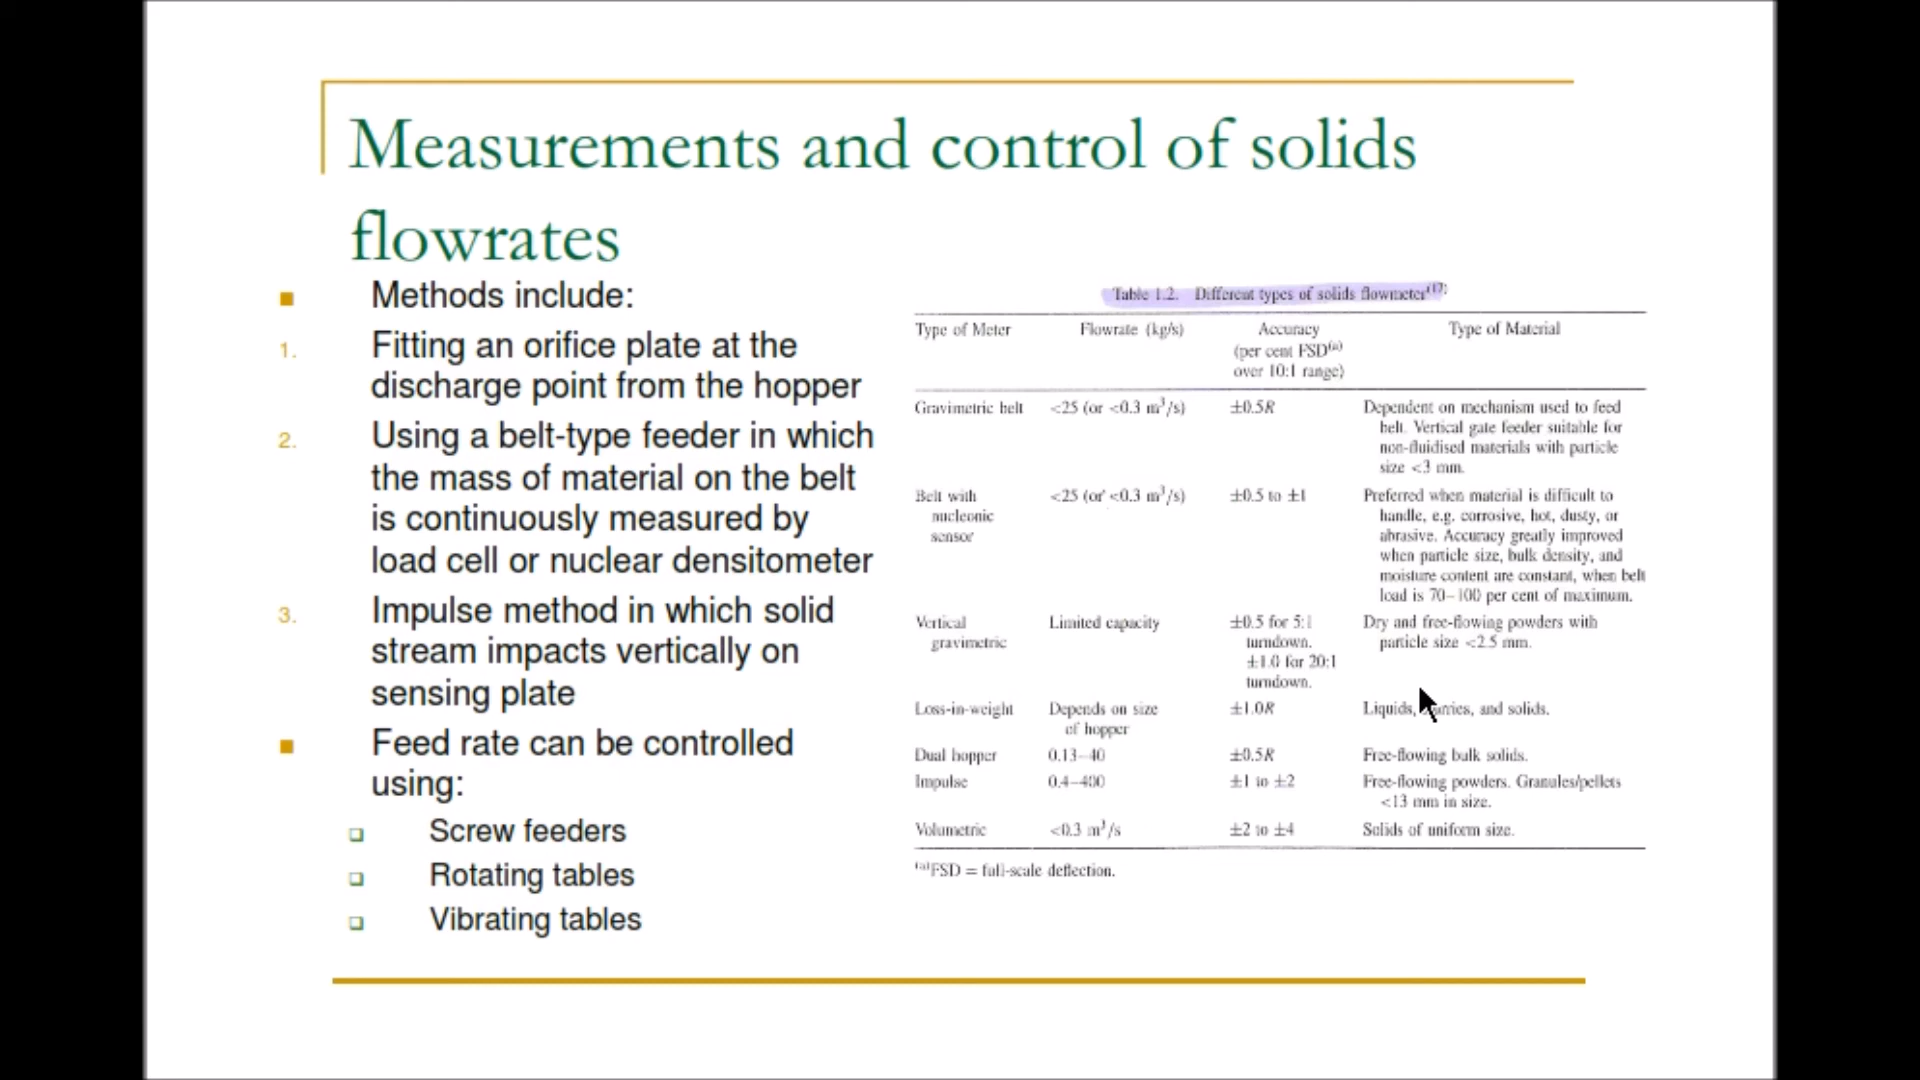 Measurements and control of solids
flowrates
■ Methods include:
1. Fitting an orifice plate at the
discharge point from the hopper
2. Using a belt-type feeder in which
the mass of material on the belt
is continuously measured by
load cell or nuclear densitometer
3. Impulse method in which solid
stream impacts vertically on
sensing plate
■ Feed rate can be controlled
using:
❑ Screw feeders
❑ Rotating tables
❑ Vibrating tables
Table 1.2. Different types of solids flowmeter(17)
Type of Meter Flowrate (kg/s) Accuracy Type of Material
(per cent FSD(a)
over 10:1 range)
Gravimetric belt <25 (or <0.3 m³/s) ±0.5R Dependent on mechanism used to feed
belt. Vertical gate feeder suitable for
non-fluidised materials with particle
size <3 mm.
Belt with <25 (or <0.3 m³/s) ±0.5 to ±1 Preferred when material is difficult to
nucleonic handle, e.g. corrosive, hot, dusty, or
sensor abrasive. Accuracy greatly improved
when particle size, bulk density, and
moisture content are constant, when belt
load is 70–100 per cent of maximum.
Vertical Limited capacity ±0.5 for 5:1 Dry and free-flowing powders with
gravimetric turndown. particle size <2.5 mm.
±1.0 for 20:1
turndown.
Loss-in-weight Depends on size ±1.0R Liquids, and solids.
of hopper
Dual hopper 0.13–40 ±0.5R Free-flowing bulk solids.
Impulse 0.4–400 ±1 to ±2 Free-flowing powders. Granules/pellets
<13 mm in size.
Volumetric <0.3 m³/s ±2 to ±4 Solids of uniform size.
(a)FSD = full-scale deflection.